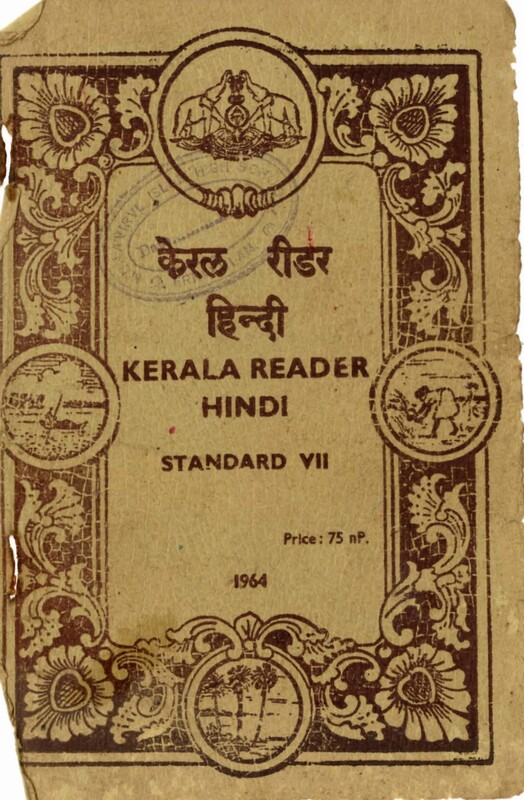 केरल रीडर
हिन्दी
KERALA READER
HINDI
STANDARD VII
Price: 75 nP.
1964